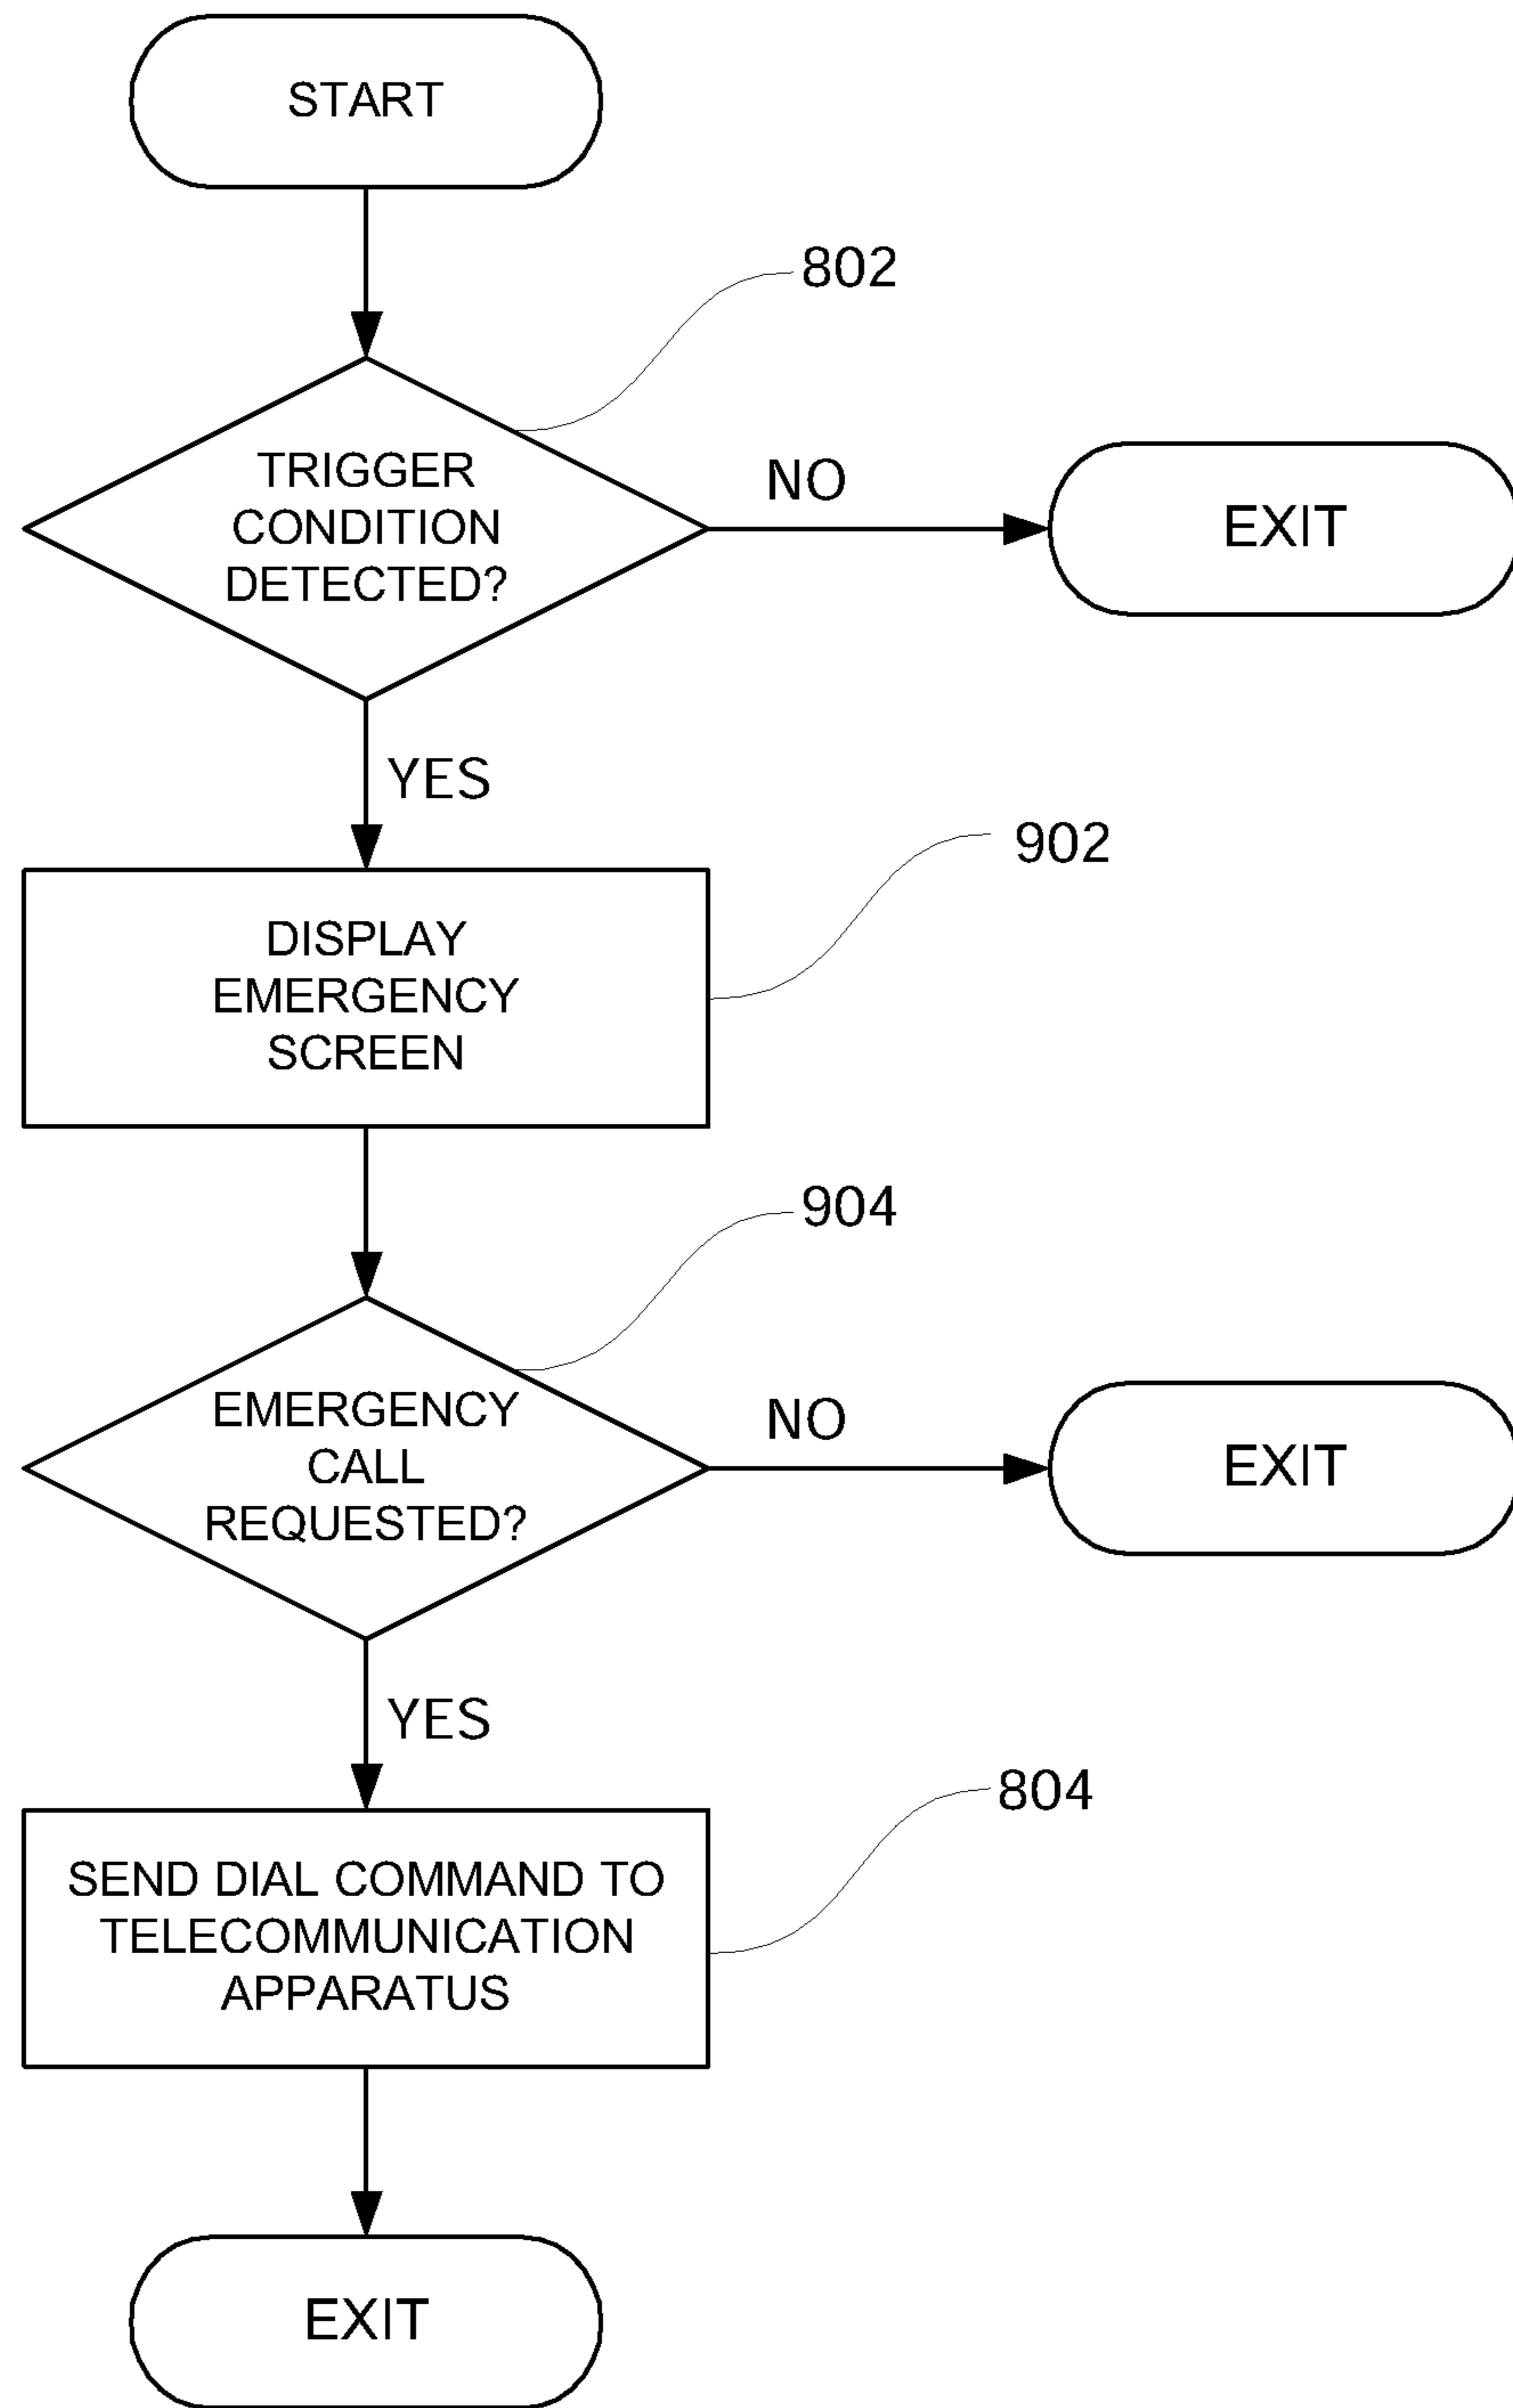 START
802
TRIGGER
CONDITION
DETECTED?
NO
EXIT
YES
902
DISPLAY
EMERGENCY
SCREEN
904
EMERGENCY
CALL
REQUESTED?
NO
EXIT
YES
804
SEND DIAL COMMAND TO
TELECOMMUNICATION
APPARATUS
EXIT